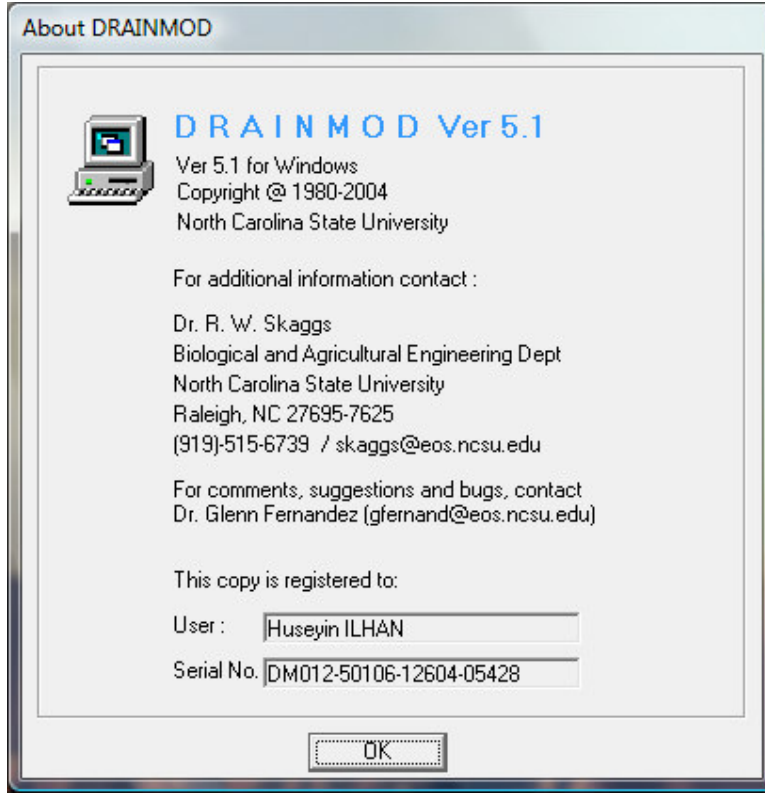 About DRAINMOD
DRAINMOD Ver 5.1
Ver 5.1 for Windows
Copyright @ 1980-2004
North Carolina State University
For additional information contact :
Dr. R. W. Skaggs
Biological and Agricultural Engineering Dept
North Carolina State University
Raleigh, NC 27695-7625
(919)-515-6739 / skaggs@eos.ncsu.edu
For comments, suggestions and bugs, contact
Dr. Glenn Fernandez (gfernand@eos.ncsu.edu)
This copy is registered to:
User : Huseyin ILHAN
Serial No. DM012-50106-12604-05428
OK